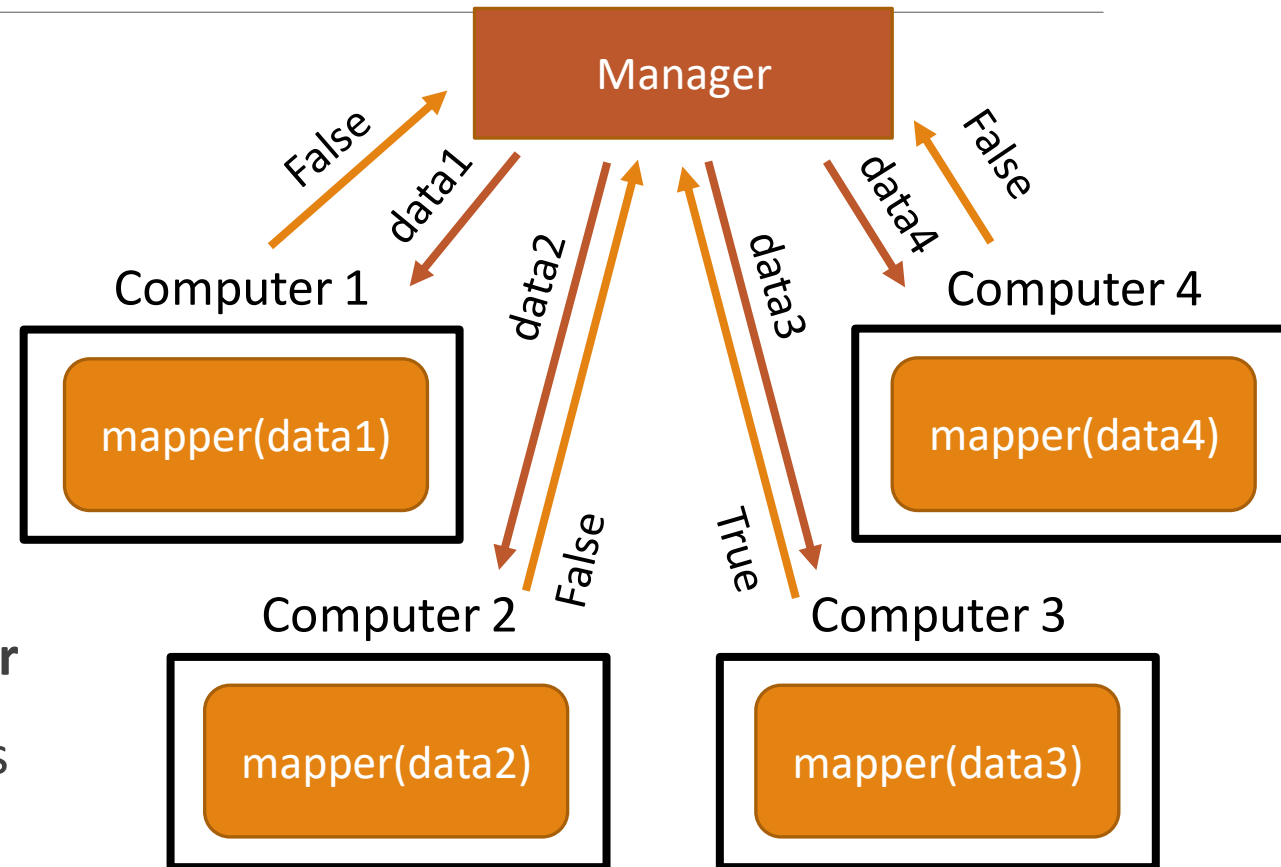 Manager
False
data1
data2
False
True
data3
data4
False
Computer 1
mapper(data1)
Computer 4
mapper(data4)
Computer 2
mapper(data2)
Computer 3
mapper(data3)